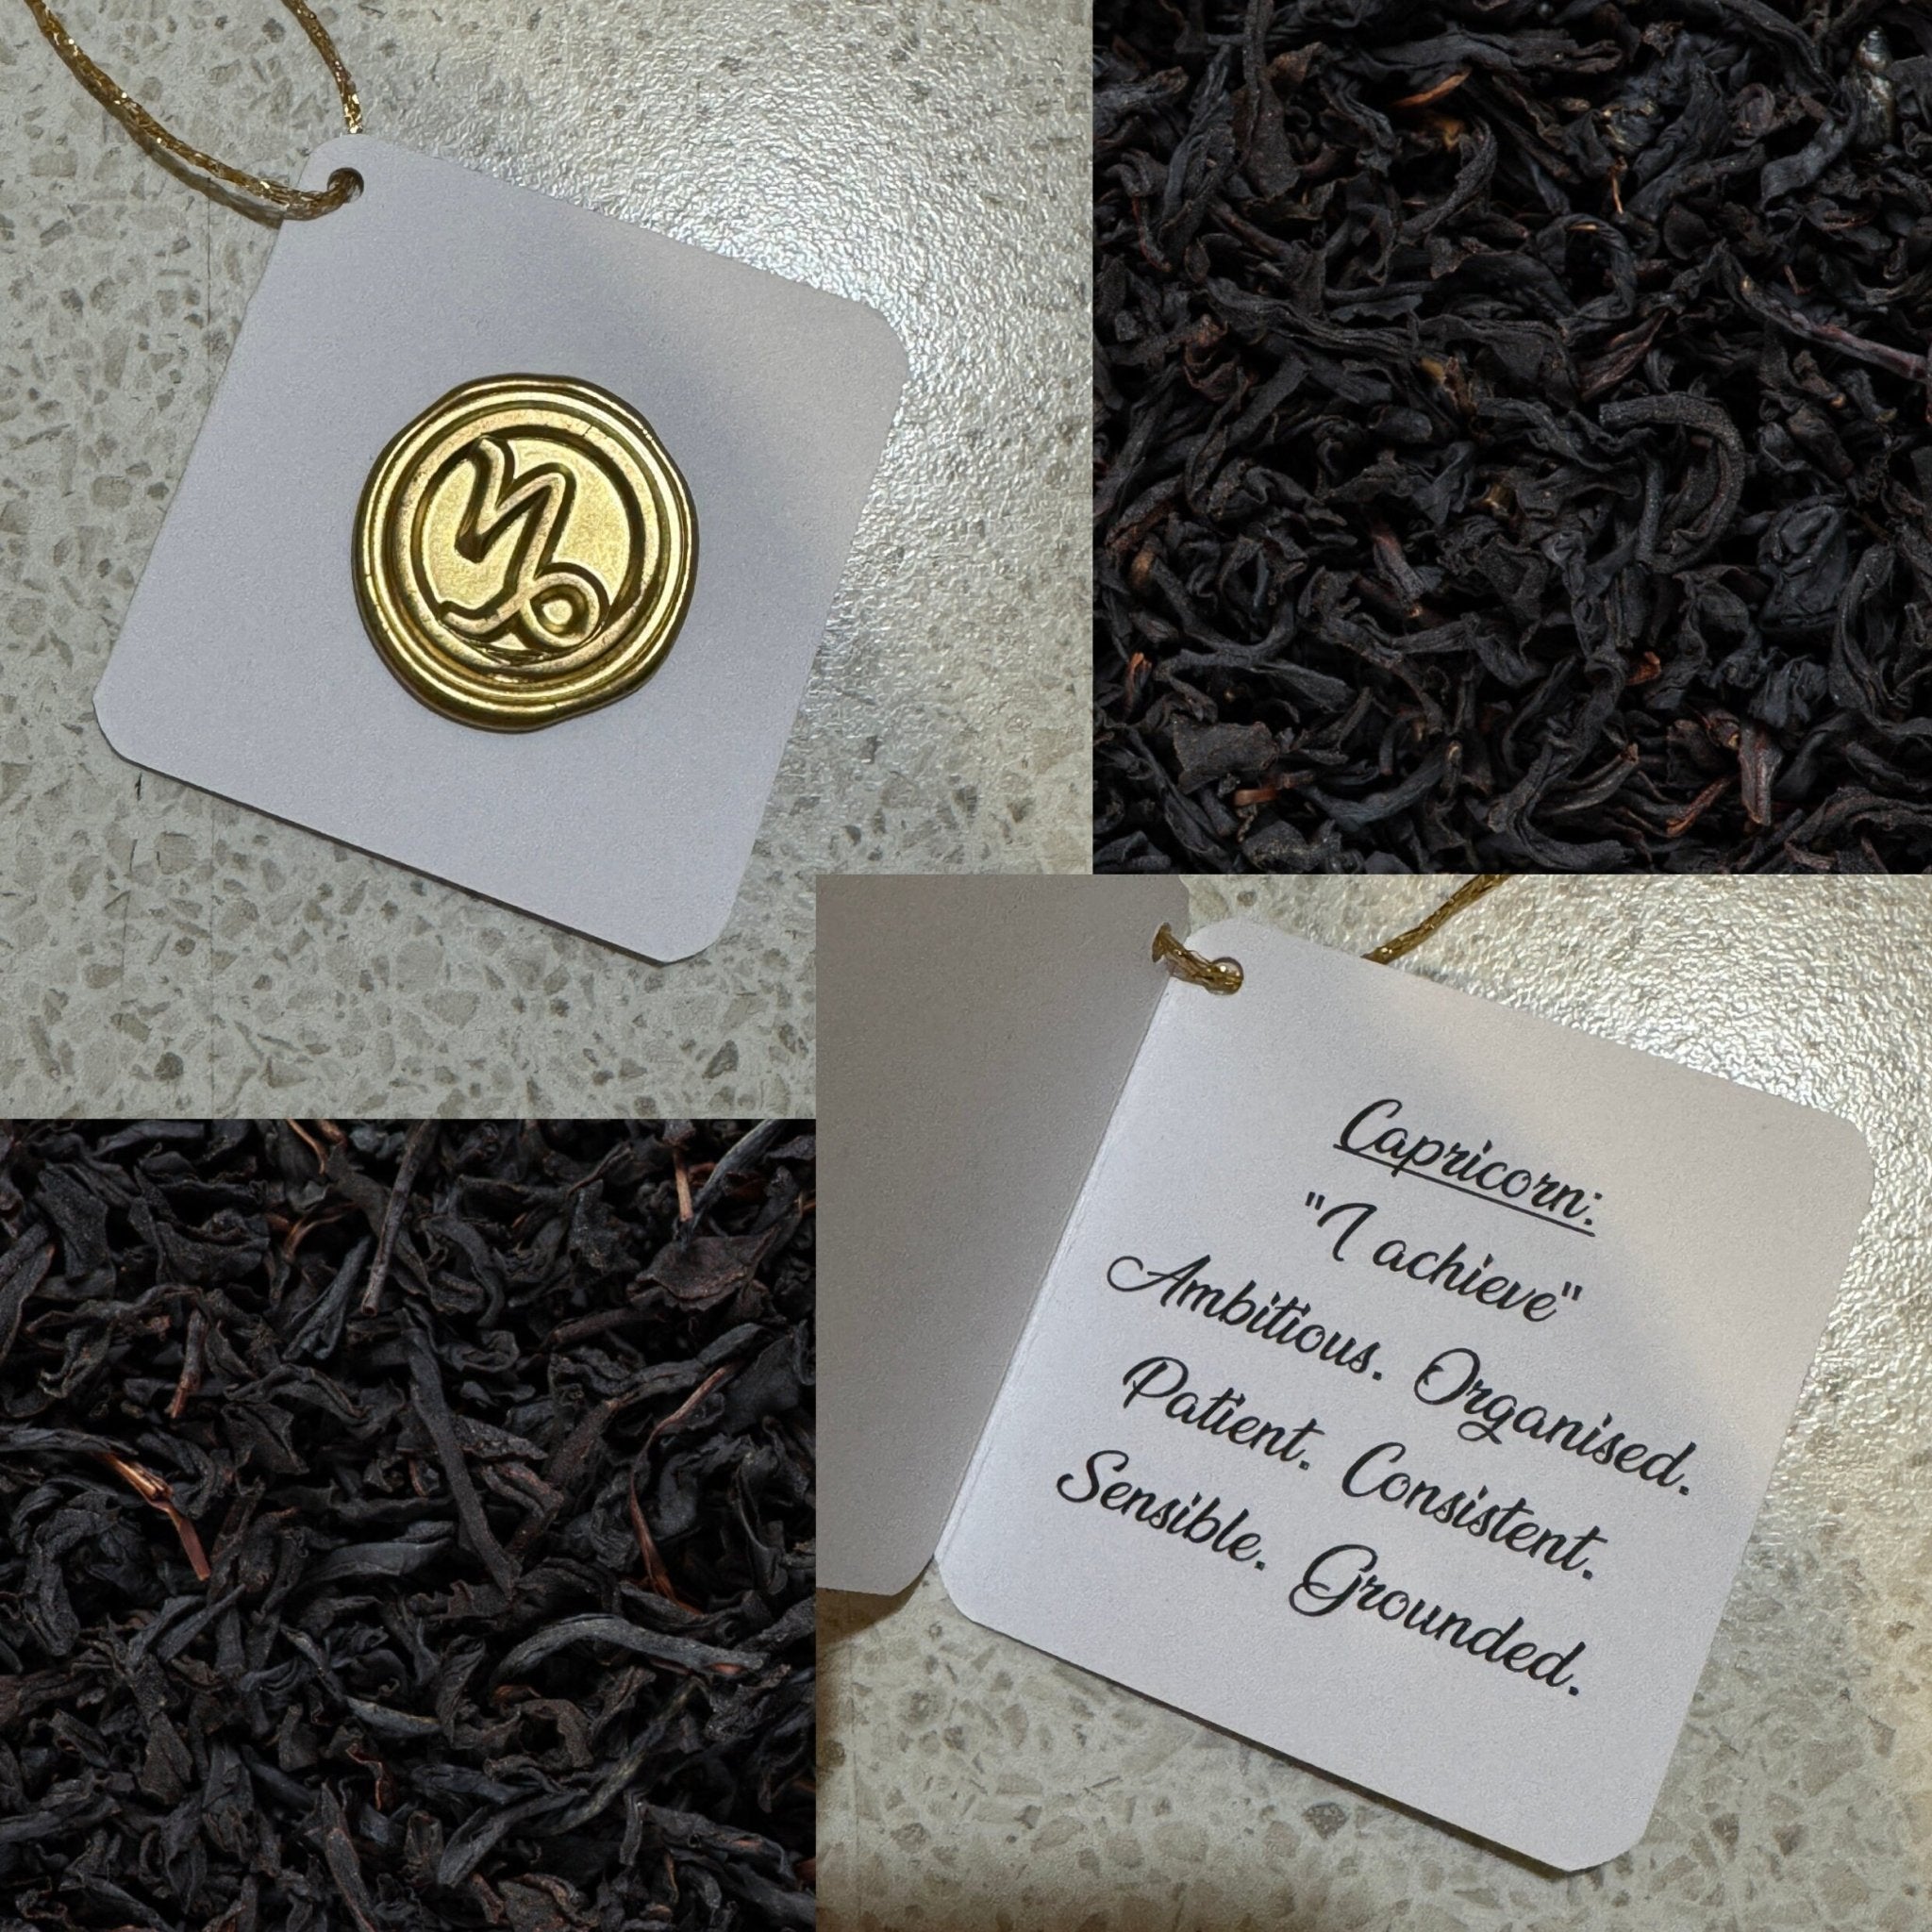 Capricorn:
"I achieve"
Ambitious. Organised.
Patient. Consistent.
Sensible. Grounded.